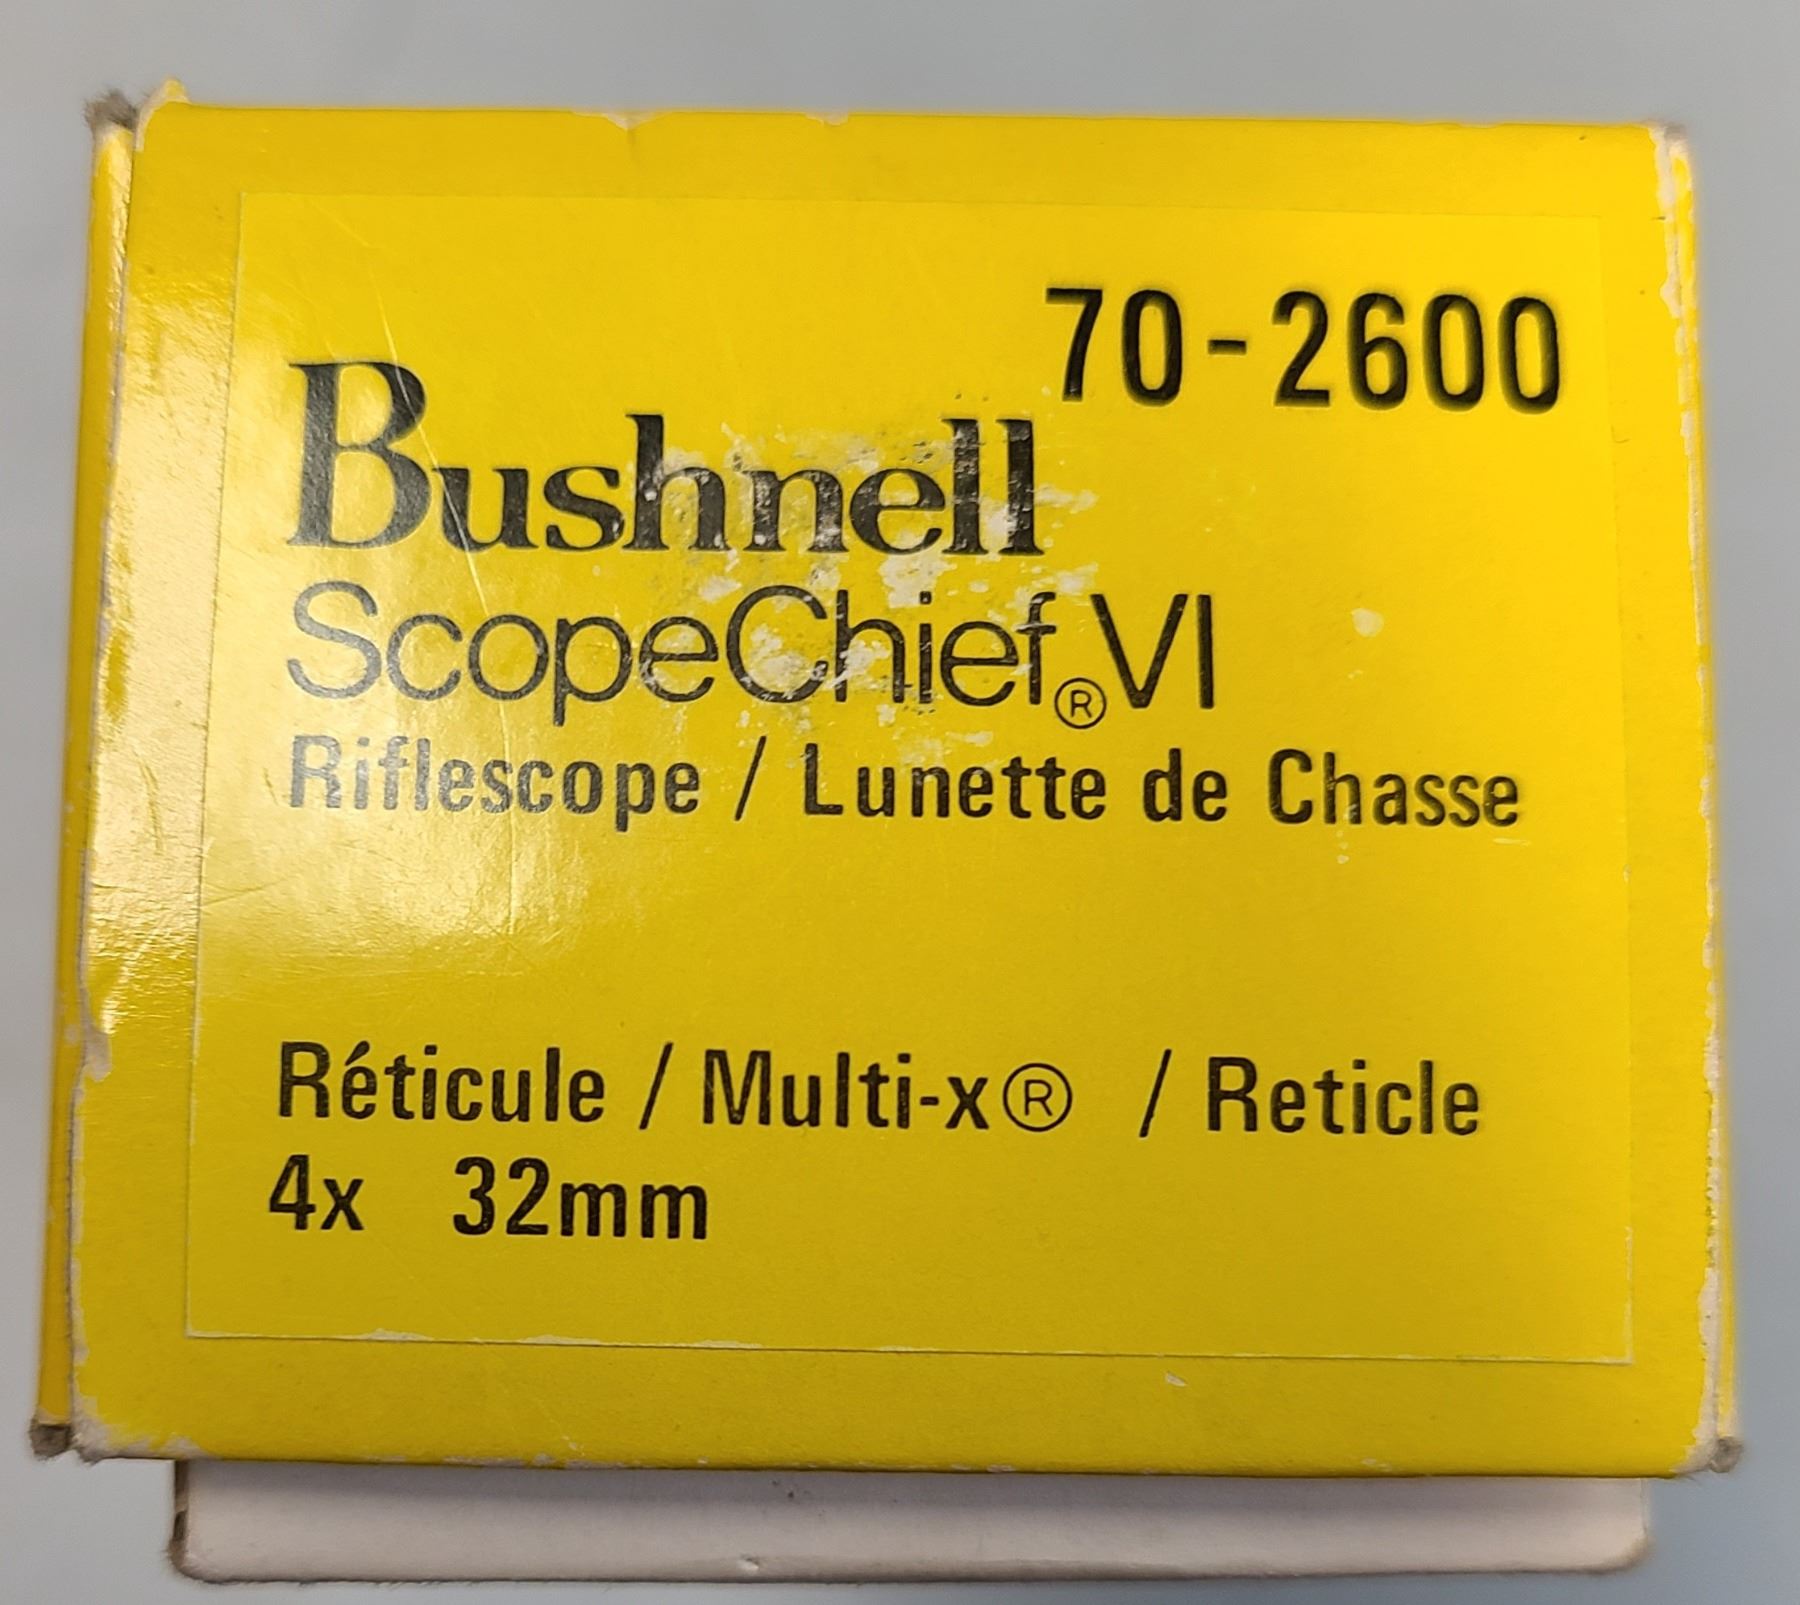 70-2600
Bushnell
ScopeChief®VI
Riflescope / Lunette de Chasse
Réticule / Multi-x® / Reticle
4x 32mm